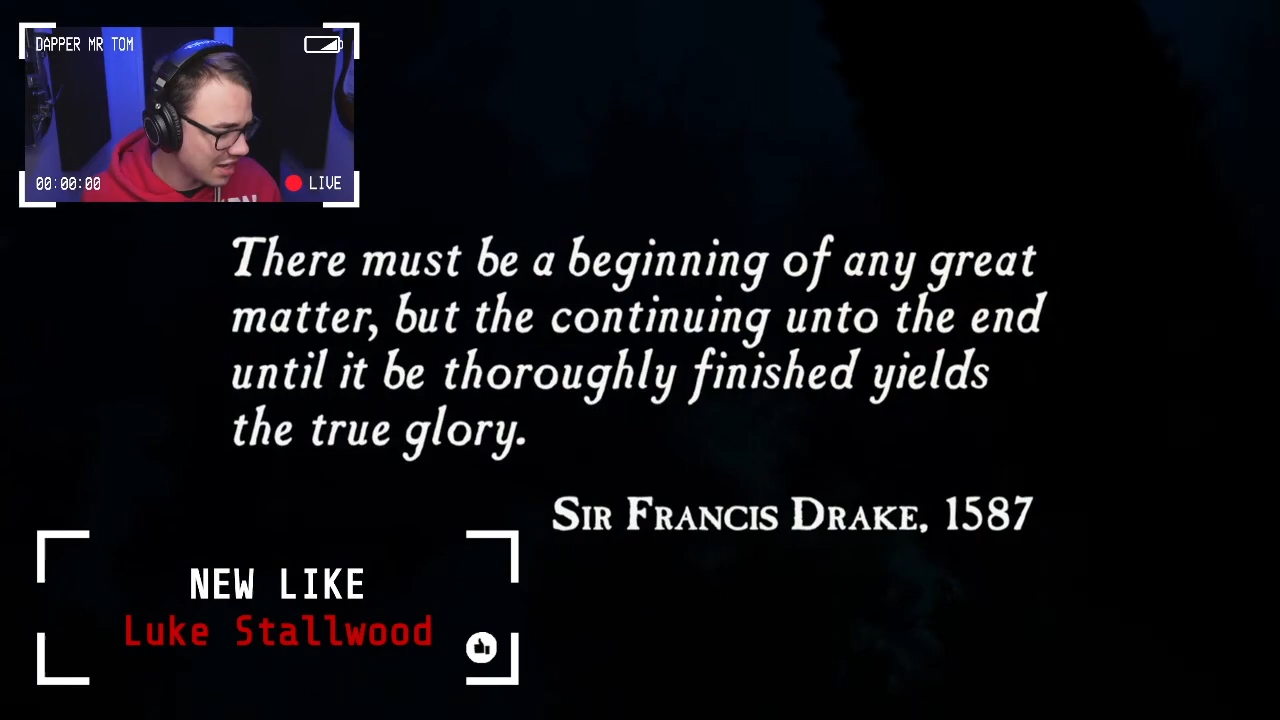 DAPPER MR TOM
00:00:00
LIVE
There must be a beginning of any great
matter, but the continuing unto the end
until it be thoroughly finished yields
the true glory.
SIR FRANCIS DRAKE, 1587
NEW LIKE
Luke Stallwood